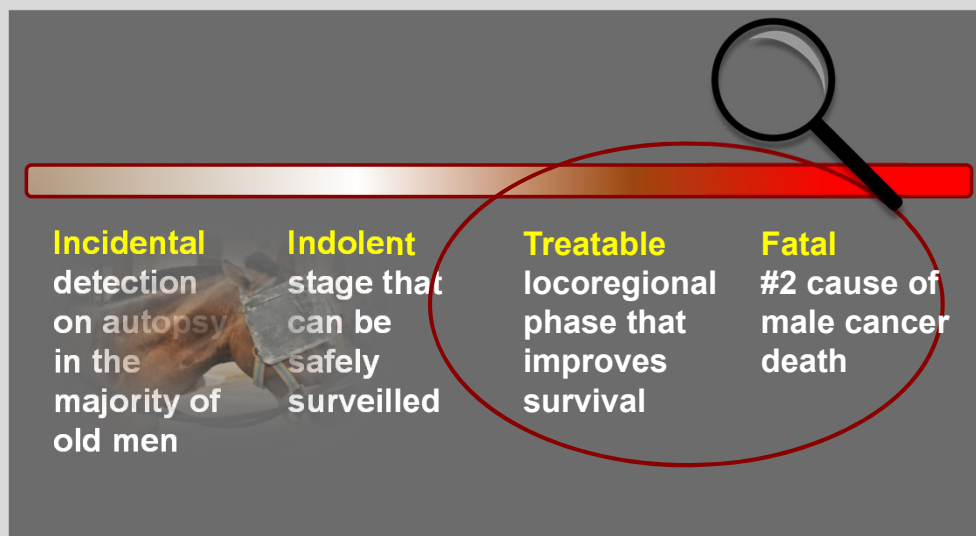 Incidental
detection
on autopsy
in the
majority of
old men
Indolent
stage that
can be
safely
surveilled
Treatable
locoregional
phase that
improves
survival
Fatal
#2 cause of
male cancer
death